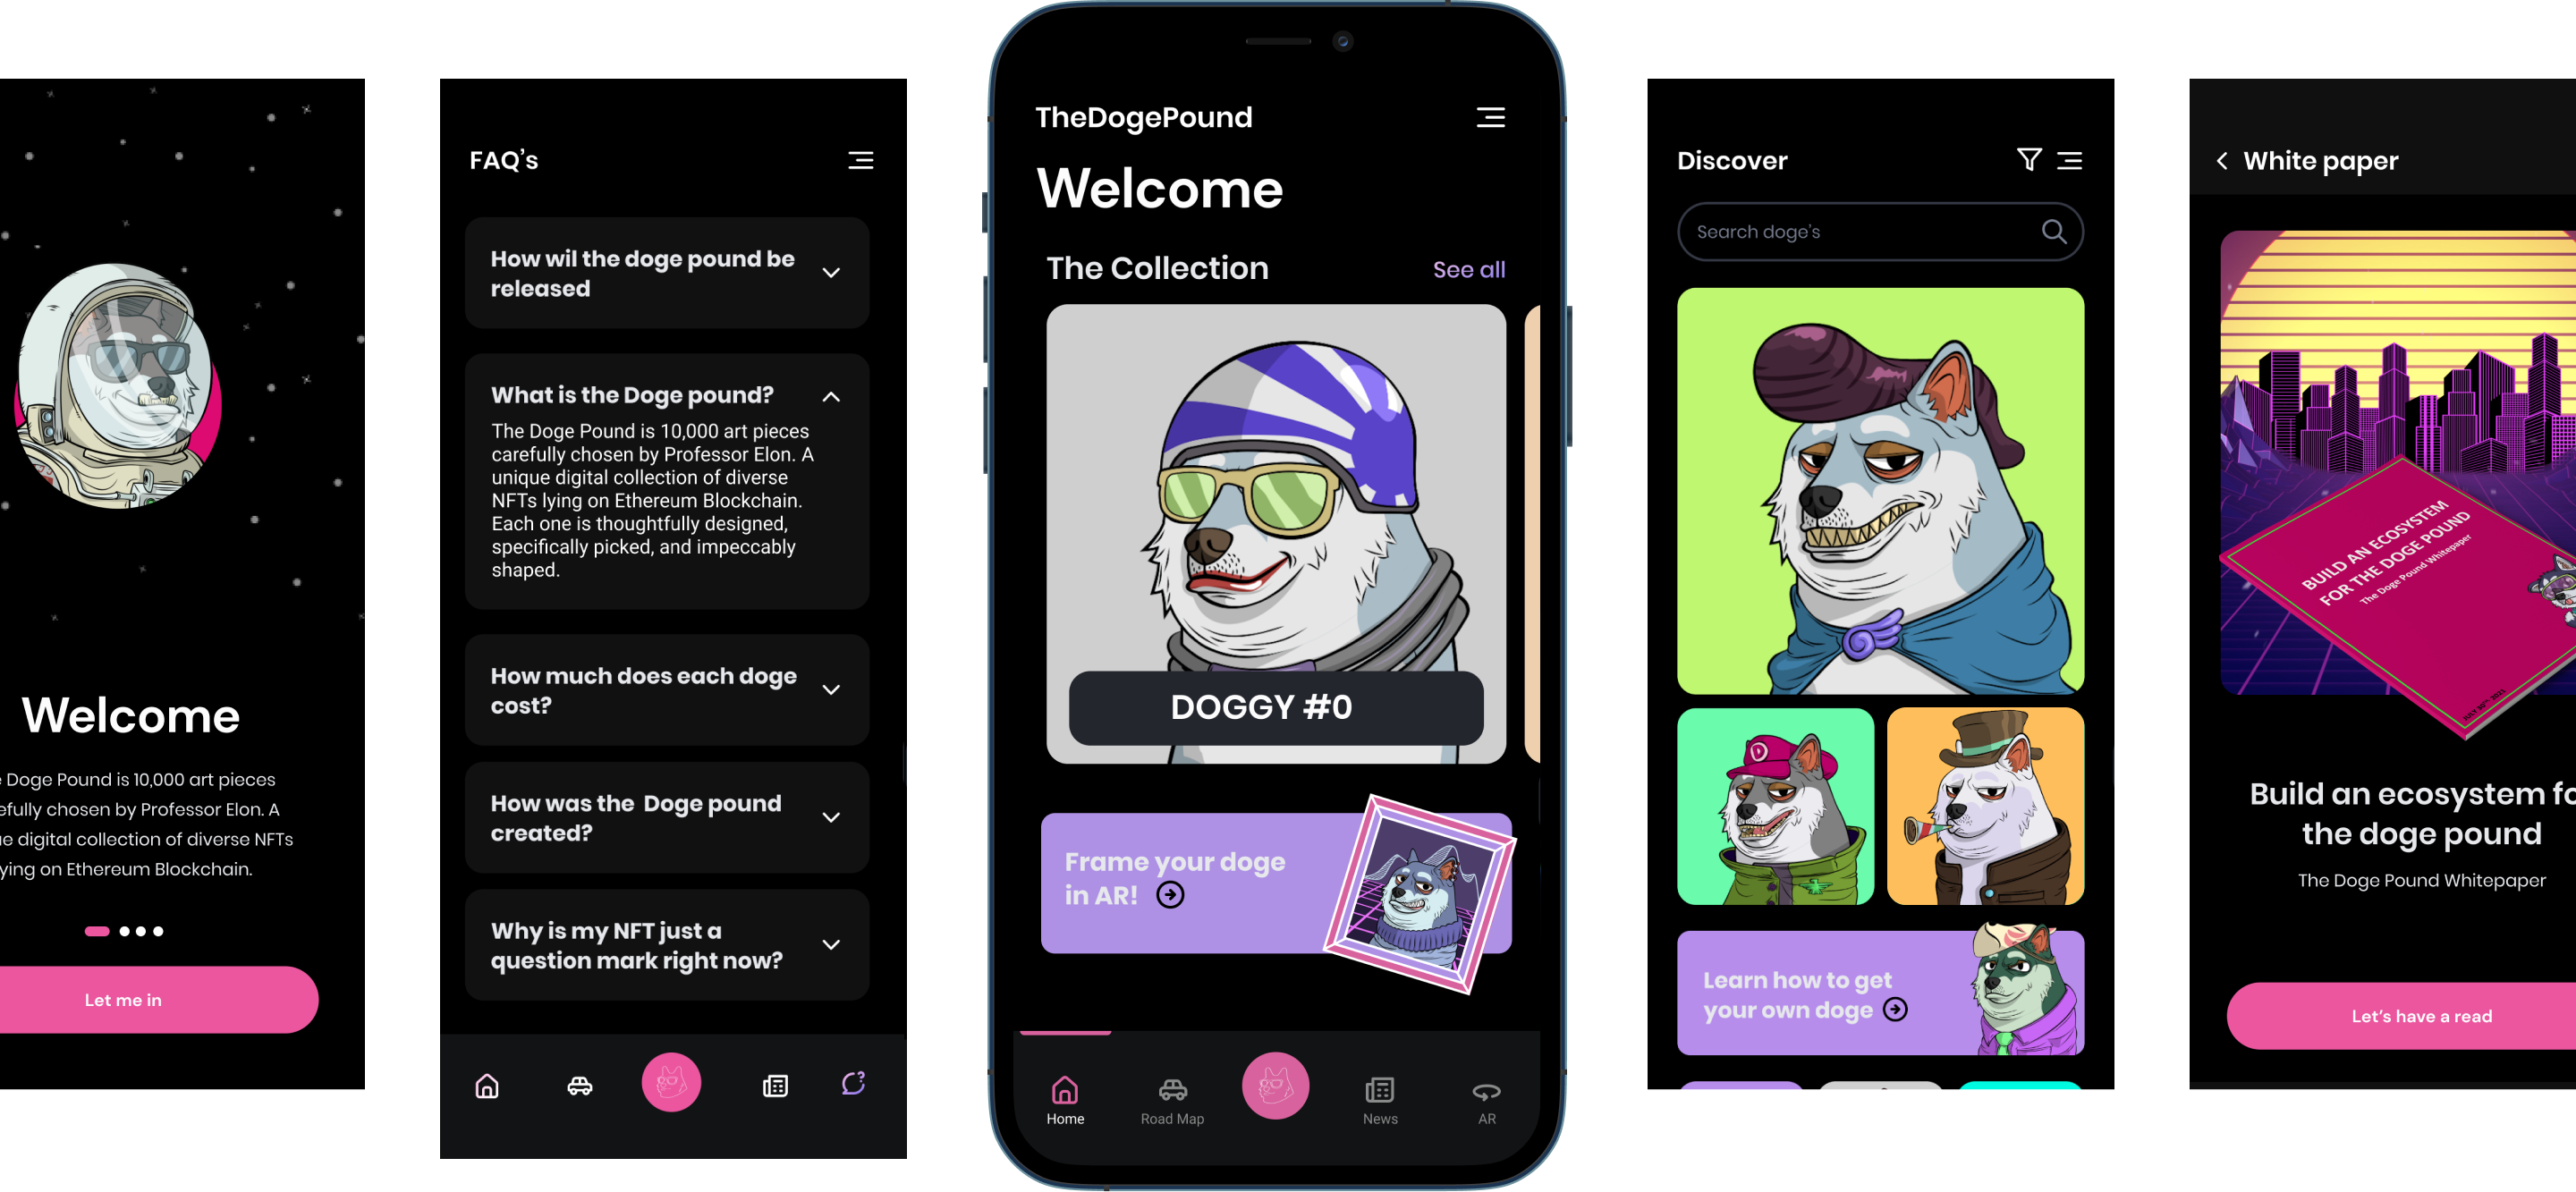 Welcome
Doge Pound is 10,000 art pieces
chosen by Professor Elon. A
digital collection of diverse NFTs
on Ethereum Blockchain.
Let me in
FAQ's
How wil the doge pound be
released
What is the Doge pound?
The Doge Pound is 10,000 art pieces
carefully chosen by Professor Elon. A
unique digital collection of diverse
NFTs lying on Ethereum Blockchain.
Each one is thoughtfully designed,
specifically picked, and impeccably
shaped.
How much does each doge
cost?
How was the Doge pound
created?
Why is my NFT just a
question mark right now?
TheDogePound
Welcome
The Collection
See all
DOGGY #0
Frame your doge
in AR!
Home
Road Map
News
AR
Discover
Search doge's
Learn how to get
your own doge
White paper
BUILD AN ECOSYSTEM
FOR THE DOGE POUND
The Doge Pound Whitepaper
JULY 30TH 2021
Build an ecosystem fo
the doge pound
The Doge Pound Whitepaper
Let's have a read